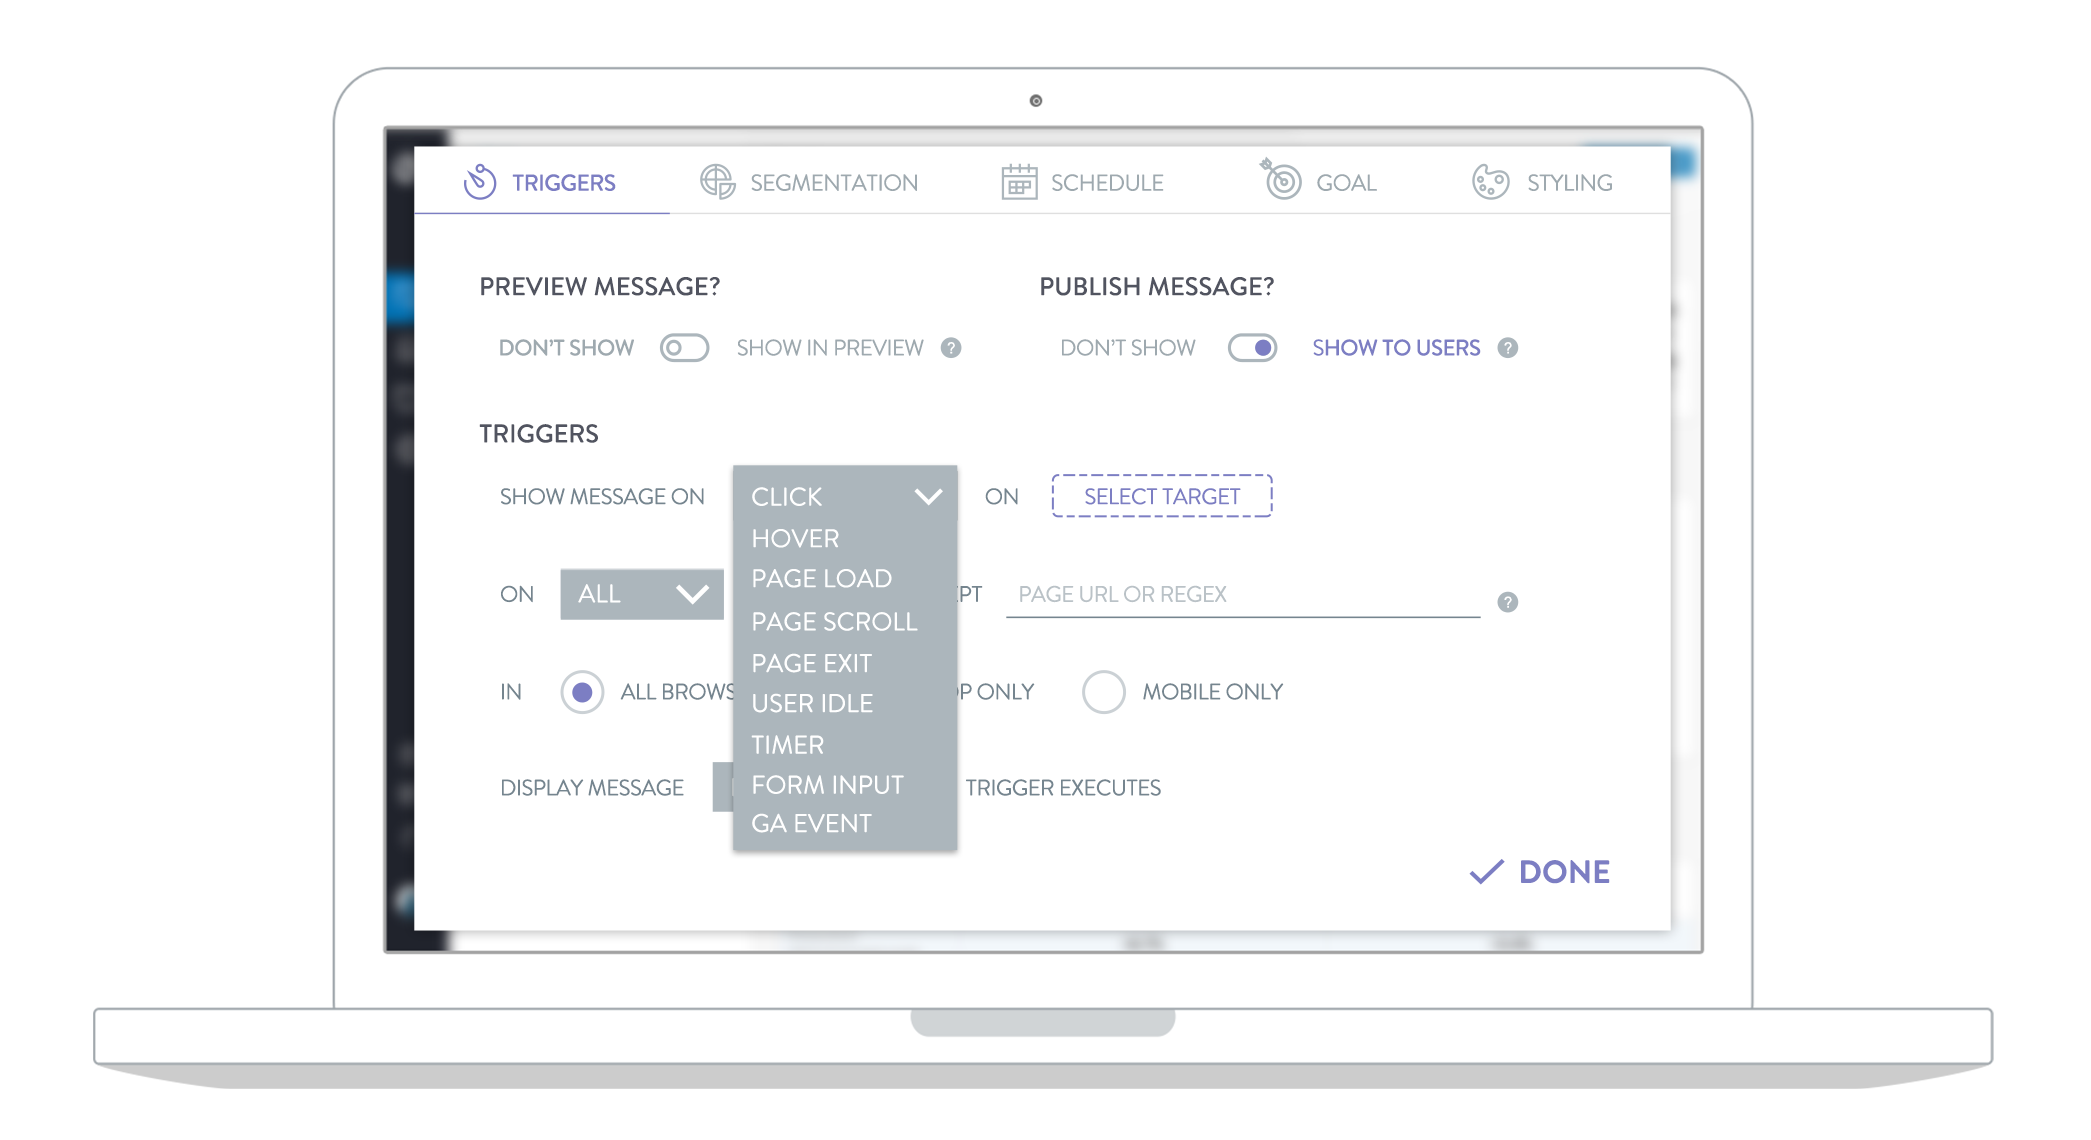 TRIGGERS SEGMENTATION SCHEDULE GOAL STYLING
PREVIEW MESSAGE? PUBLISH MESSAGE?
DON'T SHOW SHOW IN PREVIEW ? DON'T SHOW SHOW TO USERS ?
TRIGGERS
SHOW MESSAGE ON CLICK ON SELECT TARGET
HOVER
PAGE LOAD
PAGE SCROLL
PAGE EXIT
USER IDLE
TIMER
FORM INPUT
GA EVENT
ON ALL PAGE URL OR REGEX ?
IN ALL ONLY MOBILE ONLY
DISPLAY MESSAGE TRIGGER EXECUTES
DONE